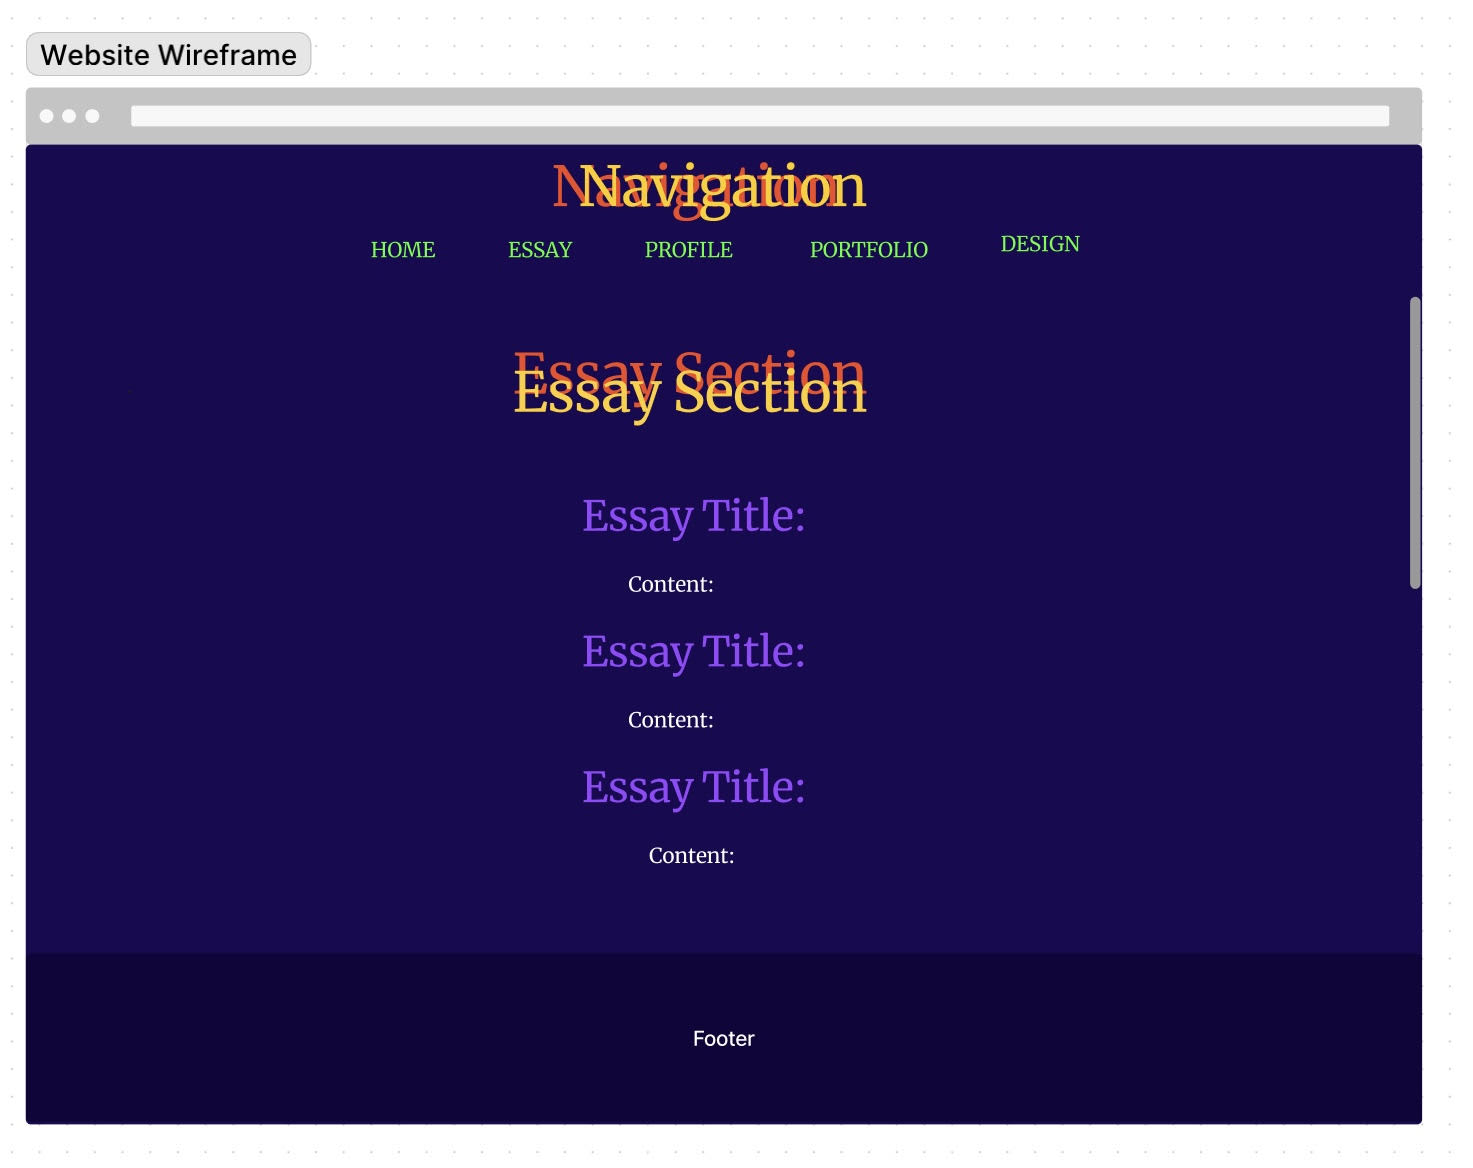 Website Wireframe
Navigation
Navigation
HOME ESSAY PROFILE PORTFOLIO DESIGN
Essay Section
Essay Section
Essay Title:
Content:
Essay Title:
Content:
Essay Title:
Content:
Footer